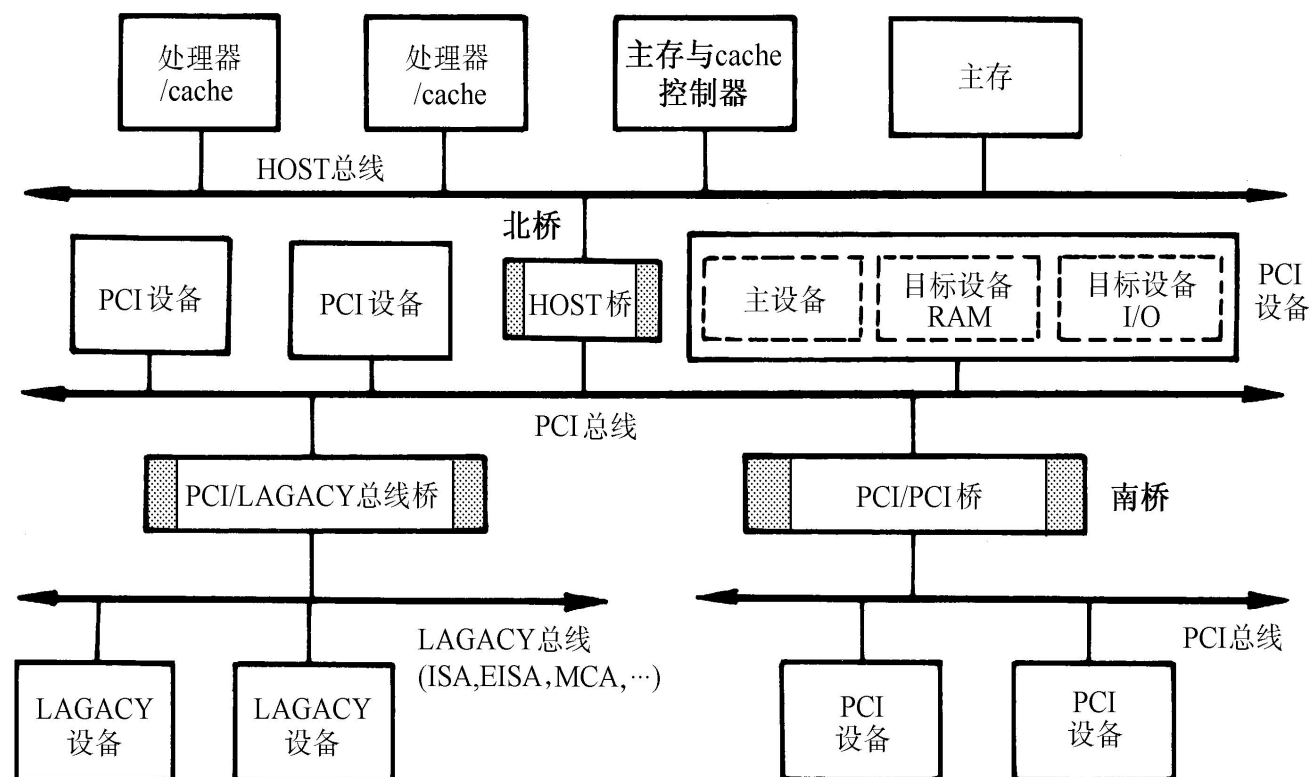 处理器
/cache
处理器
/cache
主存与cache
控制器
主存
HOST总线
北桥
PCI设备
PCI设备
HOST桥
主设备
目标设备
RAM
目标设备
I/O
PCI
设备
PCI总线
PCI/LAGACY总线桥
PCI/PCI桥
南桥
LAGACY总线
(ISA,EISA,MCA,…)
PCI总线
LAGACY
设备
LAGACY
设备
PCI
设备
PCI
设备